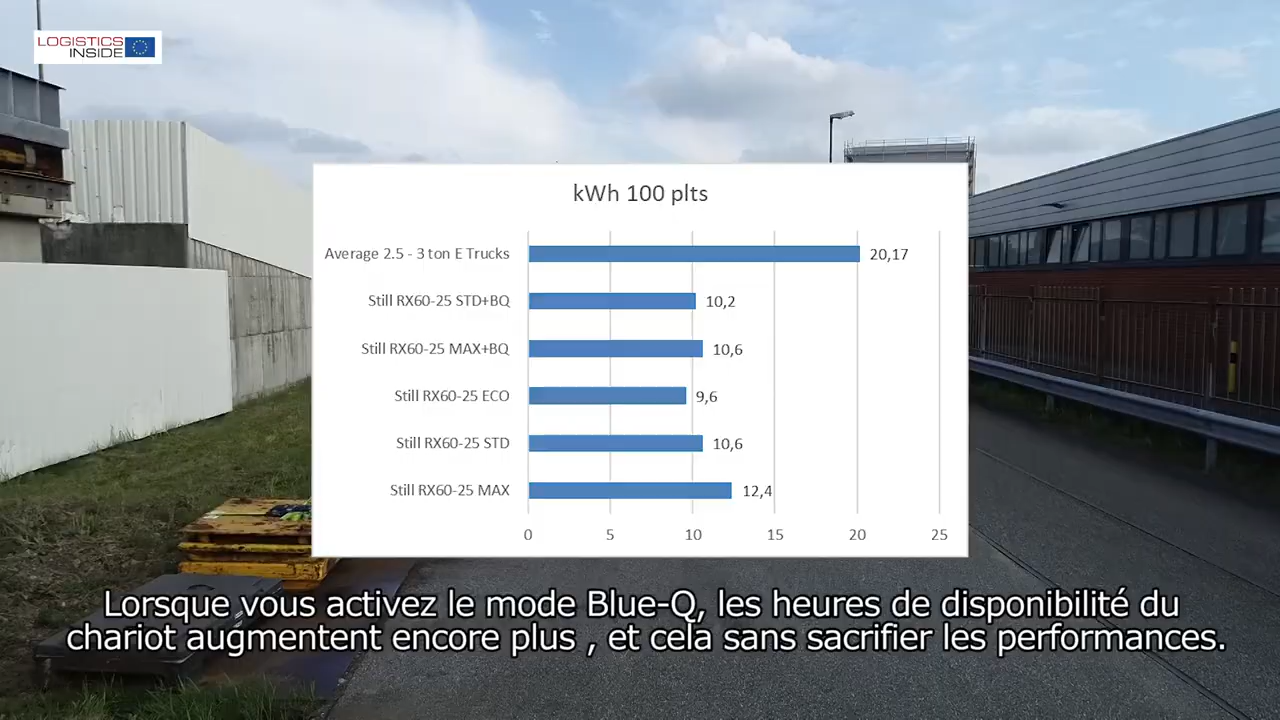 LOGISTICS
INSIDE
kWh 100 plts
Average 2.5 - 3 ton E Trucks
20,17
Still RX60-25 STD+BQ
10,2
Still RX60-25 MAX+BQ
10,6
Still RX60-25 ECO
9,6
Still RX60-25 STD
10,6
Still RX60-25 MAX
12,4
0 5 10 15 20 25
Lorsque vous activez le mode Blue-Q, les heures de disponibilité du
chariot augmentent encore plus , et cela sans sacrifier les performances.